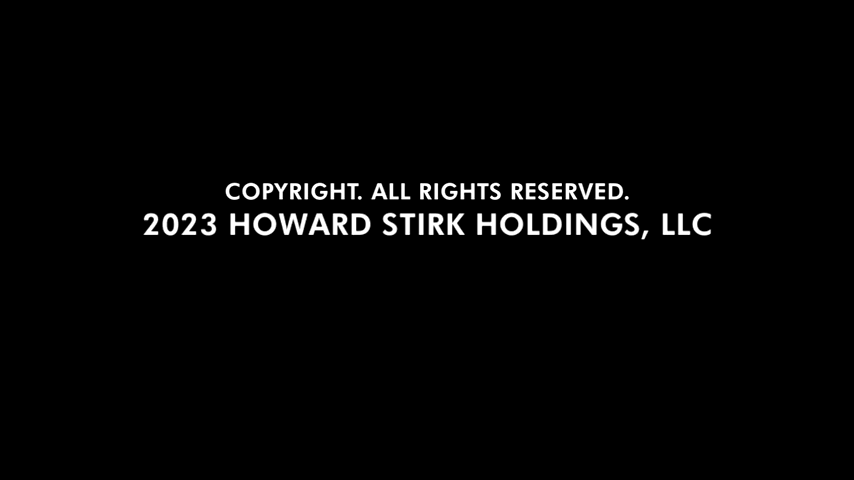 COPYRIGHT. ALL RIGHTS RESERVED.
2023 HOWARD STIRK HOLDINGS, LLC